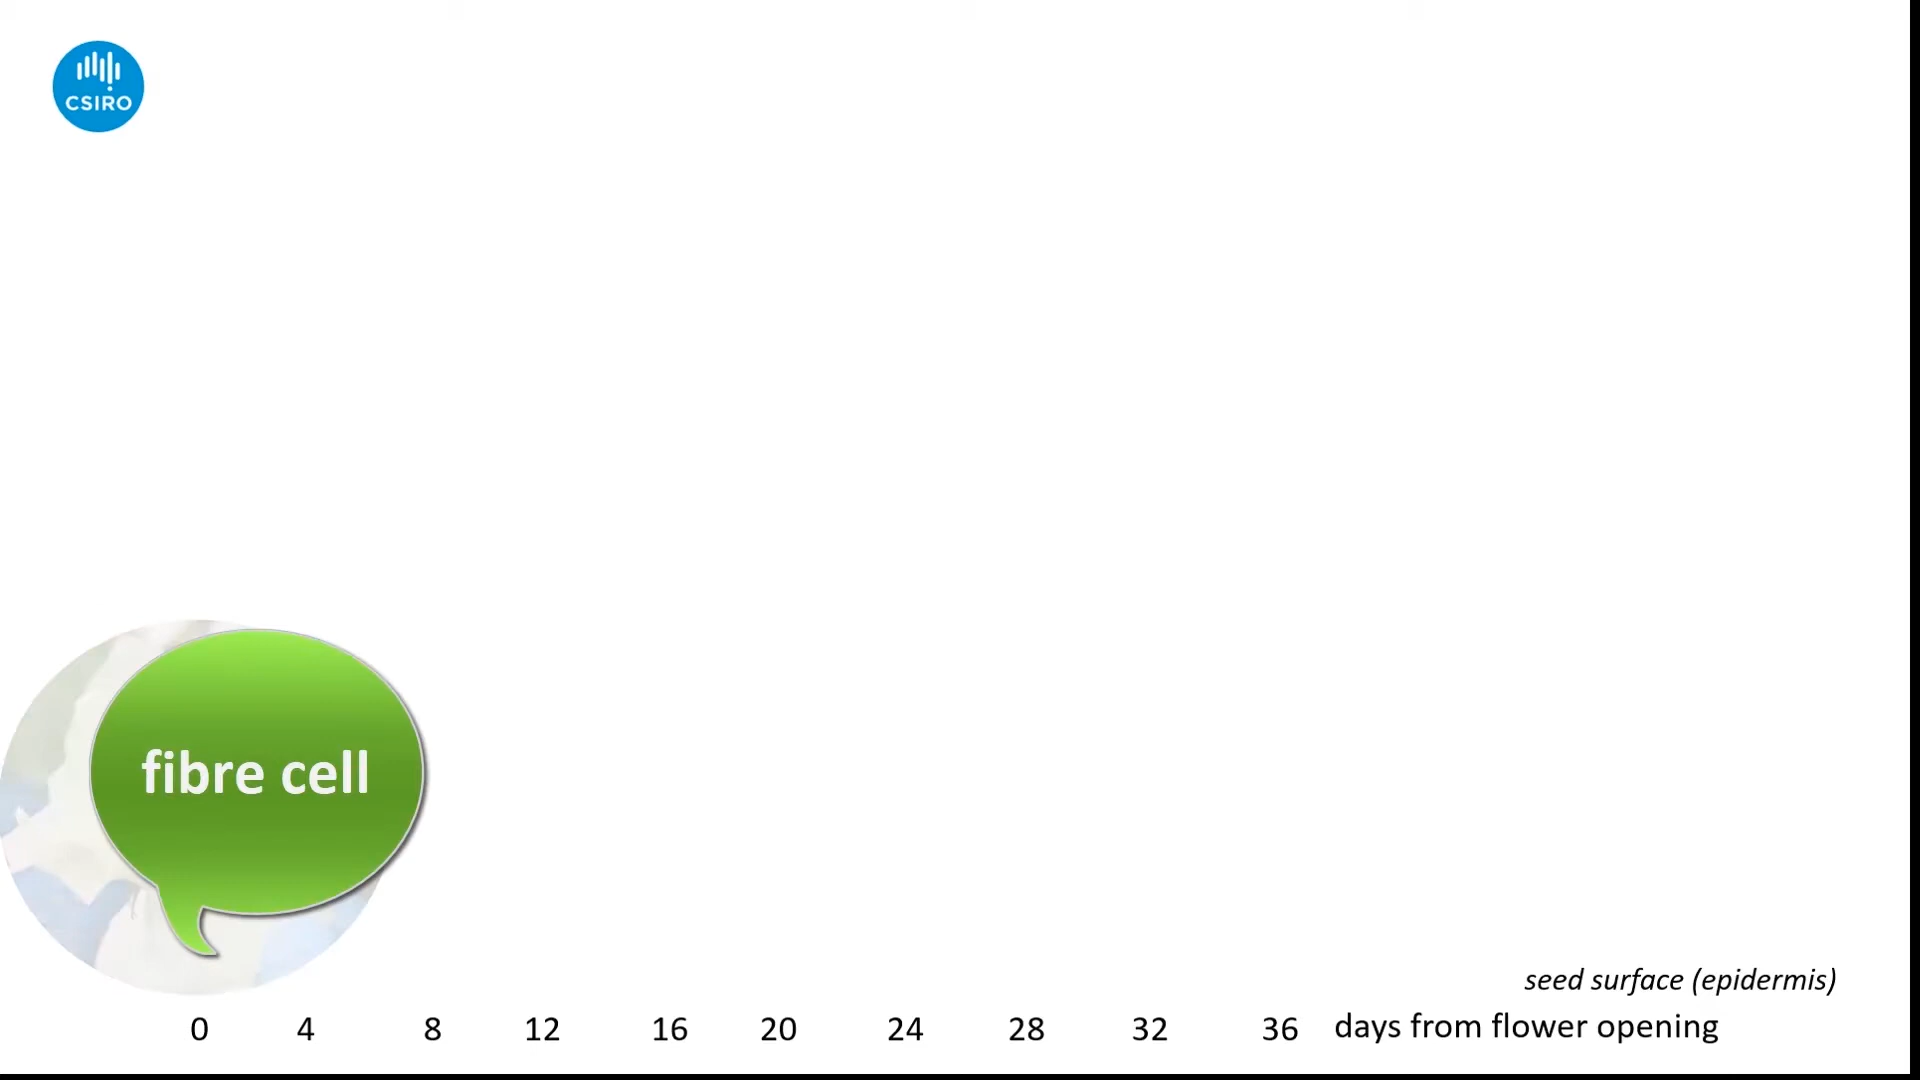 CSIRO
fibre cell
seed surface (epidermis)
0 4 8 12 16 20 24 28 32 36 days from flower opening